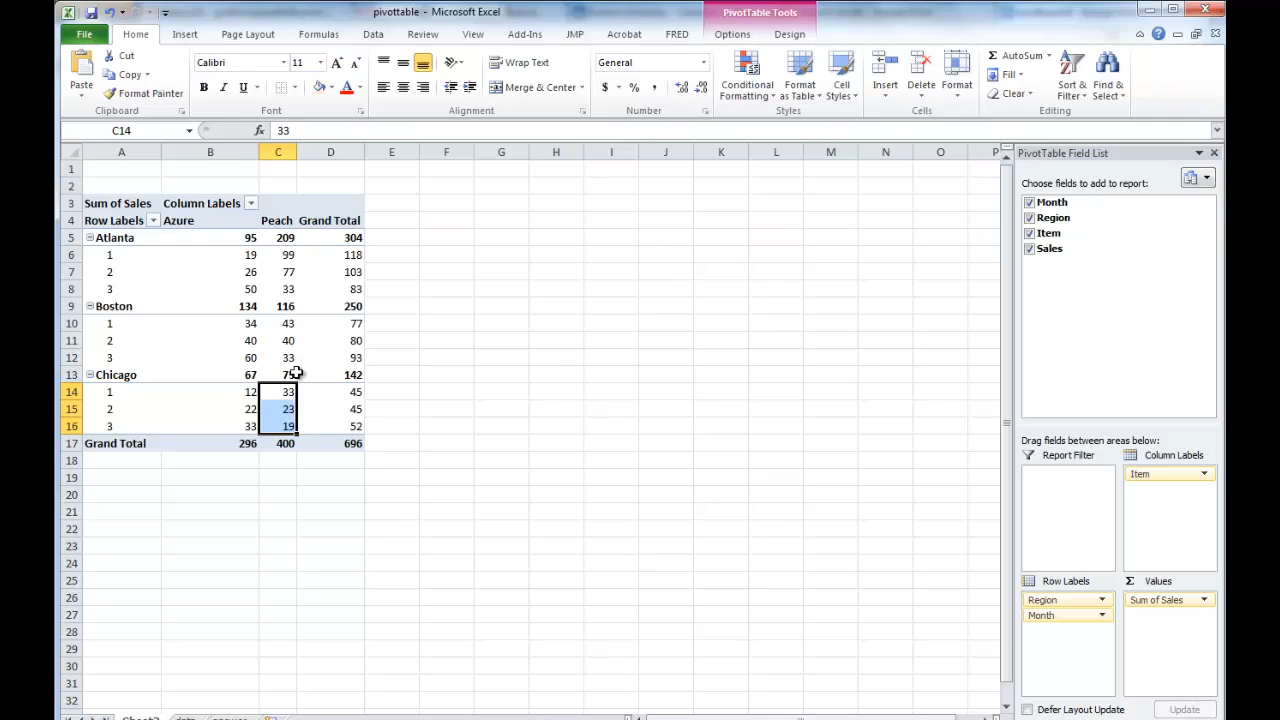 pivottable - Microsoft Excel
PivotTable Tools
File Home Insert Page Layout Formulas Data Review View Add-Ins JMP Acrobat FRED Options Design
Paste
Cut
Copy
Format Painter
Clipboard
Calibri 11
B I U
Font
Wrap Text
Merge & Center
Alignment
General
$ % ,
Number
Conditional Formatting
Format as Table
Cell Styles
Styles
Insert Delete Format
Cells
AutoSum
Fill
Clear
Sort & Filter
Find & Select
Editing
C14 fx 33
A B C D E F G H I J K L M N O P
1
2
3 Sum of Sales Column Labels
4 Row Labels Azure Peach Grand Total
5 Atlanta 95 209 304
6 1 19 99 118
7 2 26 77 103
8 3 50 33 83
9 Boston 134 116 250
10 1 34 43 77
11 2 40 40 80
12 3 60 33 93
13 Chicago 67 75 142
14 1 12 33 45
15 2 22 23 45
16 3 33 19 52
17 Grand Total 296 400 696
18
19
20
21
22
23
24
25
26
27
28
29
30
31
32
PivotTable Field List
Choose fields to add to report:
Month
Region
Item
Sales
Drag fields between areas below:
Report Filter
Column Labels
Item
Row Labels
Σ Values
Region
Sum of Sales
Month
Defer Layout Update
Update